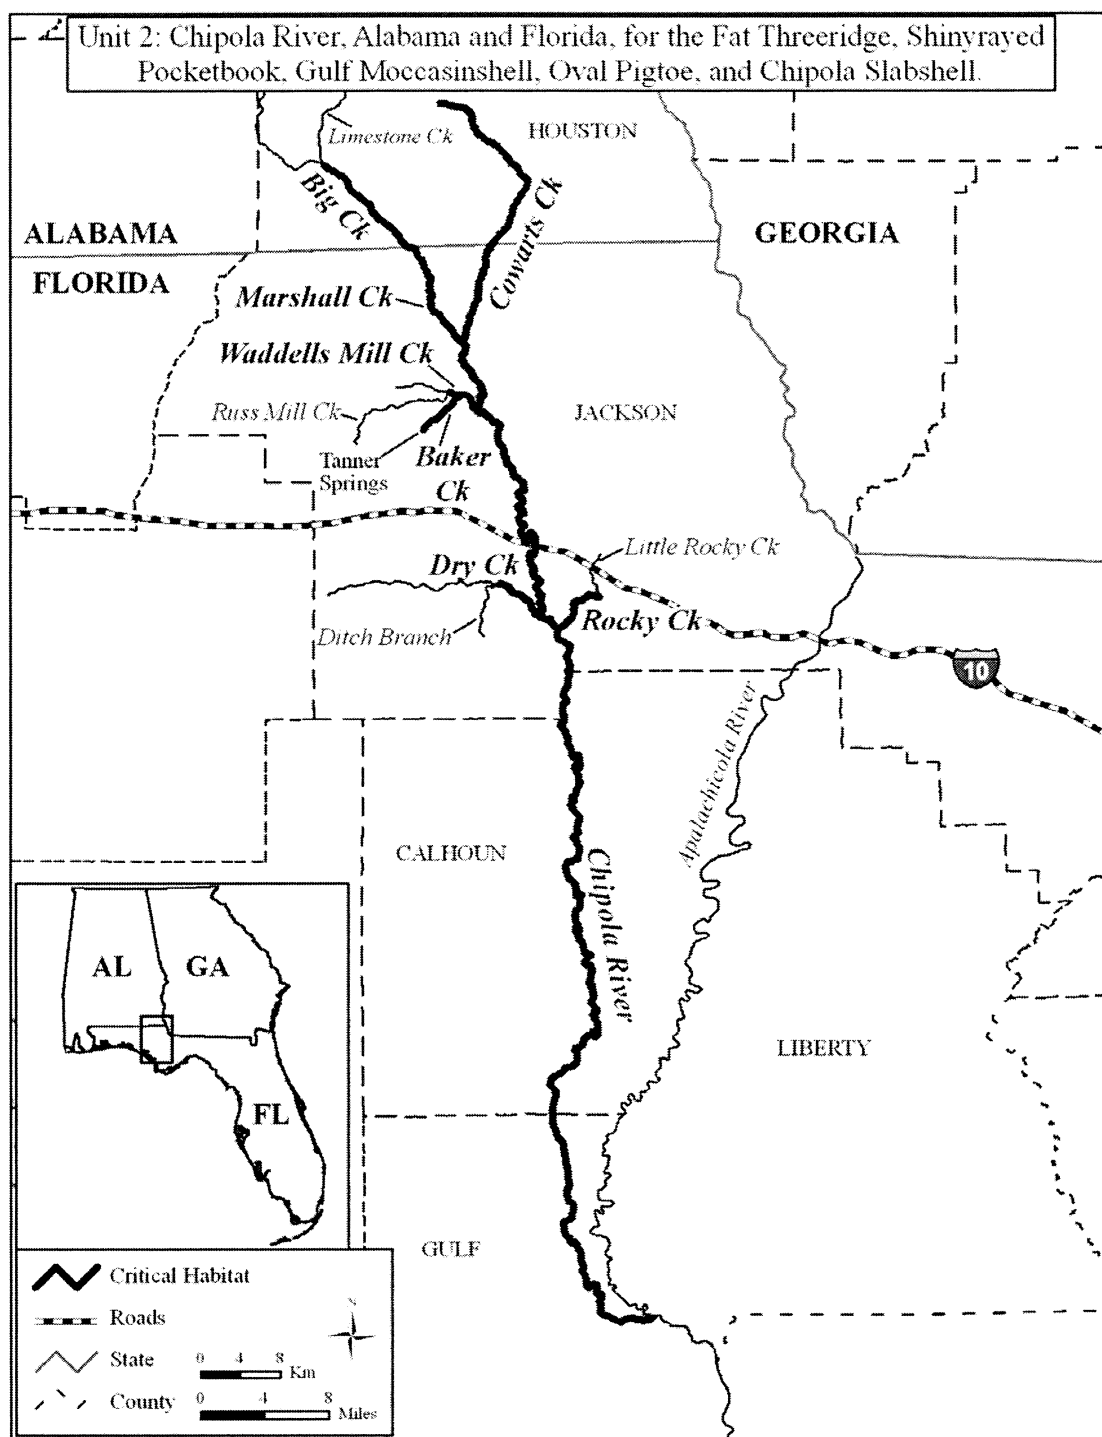 Unit 2: Chipola River, Alabama and Florida, for the Fat Threeridge, Shinyrayed
Pocketbook, Gulf Moccasinshell, Oval Pigtoe, and Chipola Slabshell.
Limestone Ck
HOUSTON
Big Ck
Cowarts Ck
ALABAMA
GEORGIA
FLORIDA
Marshall Ck
Waddells Mill Ck
Russ Mill Ck
JACKSON
Tanner
Springs
Baker
Ck
Little Rocky Ck
Dry Ck
Rocky Ck
Ditch Branch
10
Apalachicola River
CALHOUN
Chipola River
AL
GA
LIBERTY
FL
GULF
Critical Habitat
Roads
N
State
0 4 8
Km
County
0 4 8
Miles